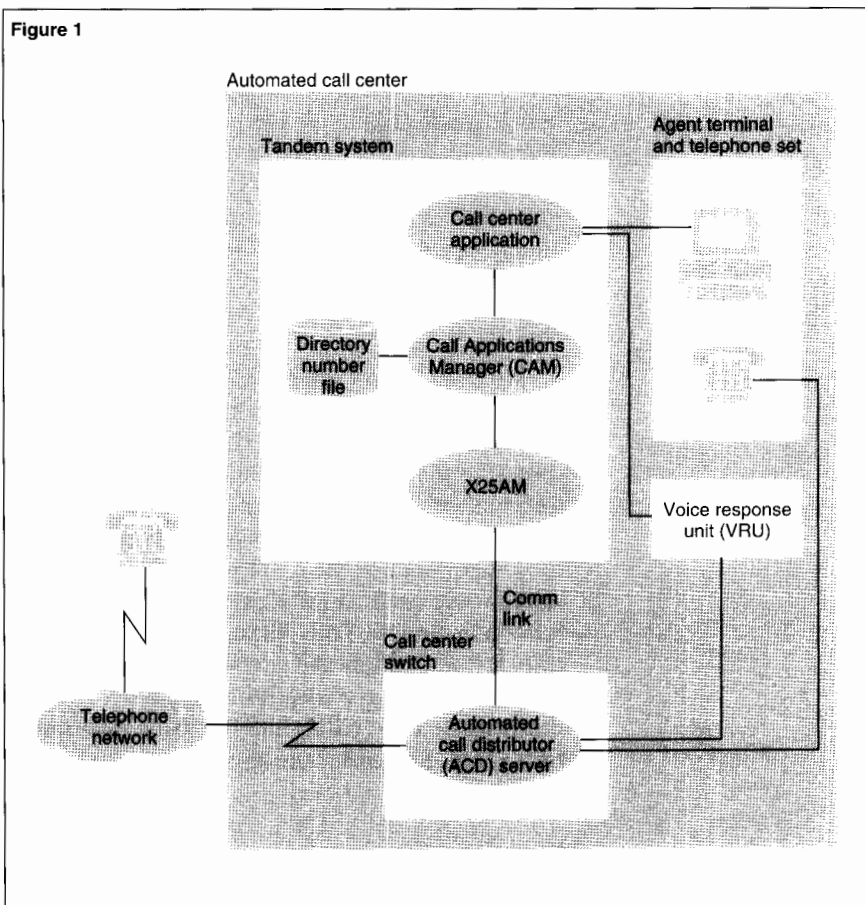 Figure 1
Automated call center
Tandem system
Agent terminal
and telephone set
Call center
application
Directory
number
file
Call Applications
Manager (CAM)
X25AM
Voice response
unit (VRU)
Comm
link
Call center
switch
Telephone
network
Automated
call distributor
(ACD) server